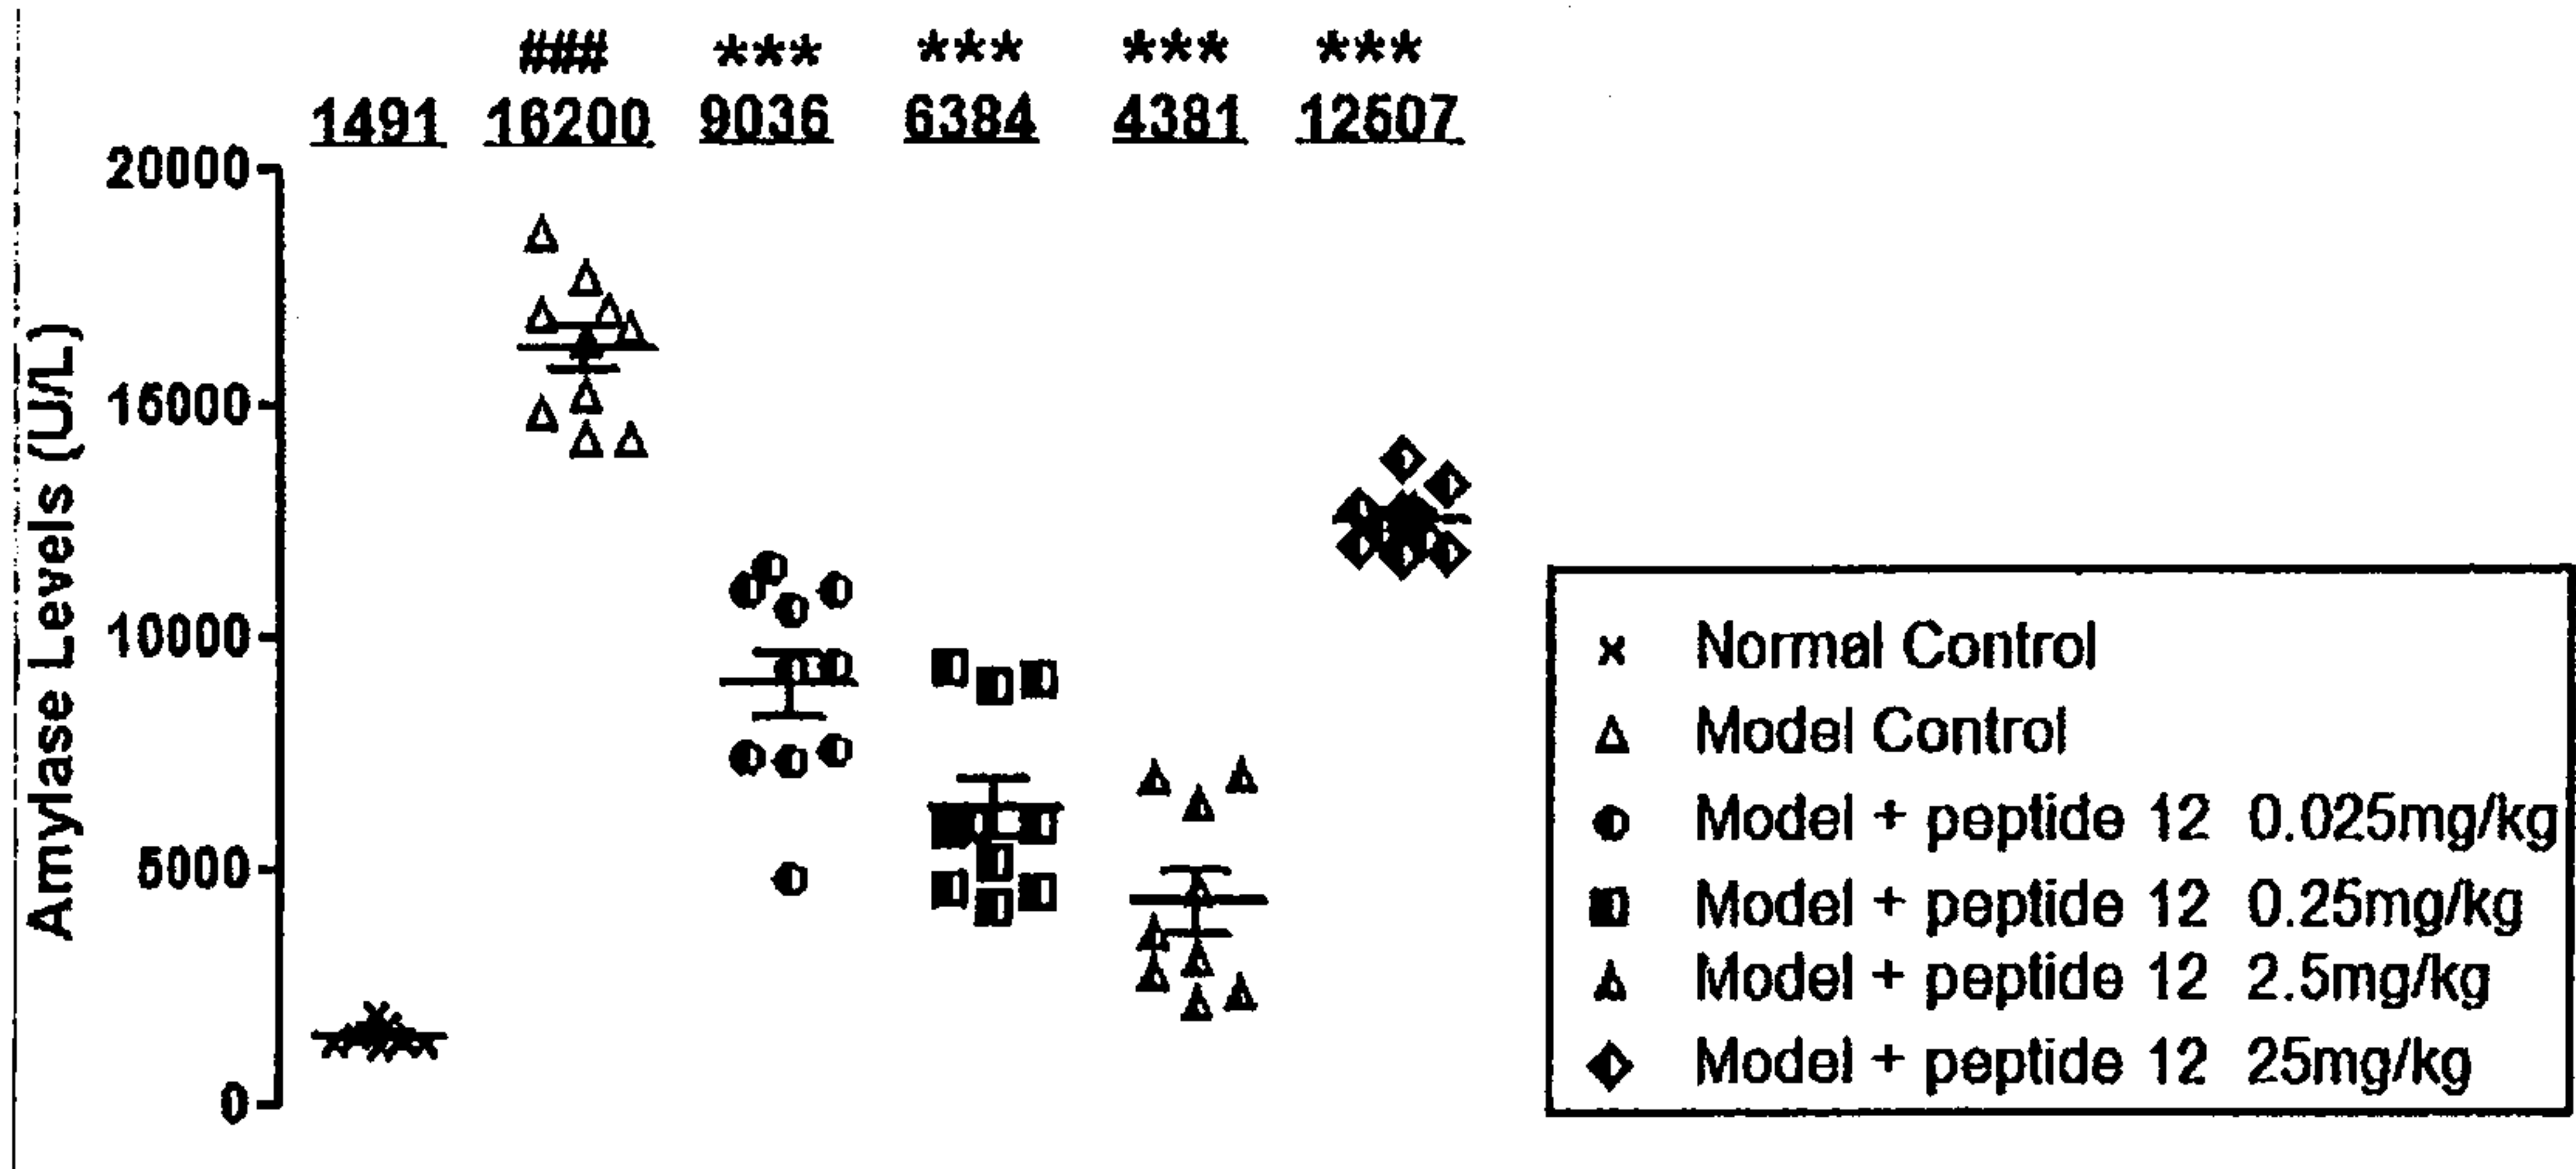 ### *** *** *** ***
1491 16200 9036 6384 4381 12507
20000
15000
10000
5000
0
Amylase Levels (U/L)
Normal Control
Model Control
Model + peptide 12 0.025mg/kg
Model + peptide 12 0.25mg/kg
Model + peptide 12 2.5mg/kg
Model + peptide 12 25mg/kg